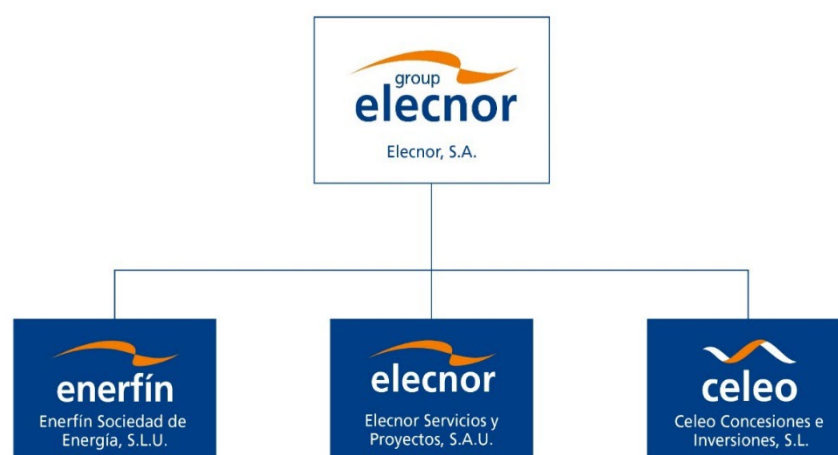 group
elecnor
Elecnor, S.A.
enerfín
Enerfín Sociedad de
Energía, S.L.U.
elecnor
Elecnor Servicios y
Proyectos, S.A.U.
celeo
Celeo Concesiones e
Inversiones, S.L.